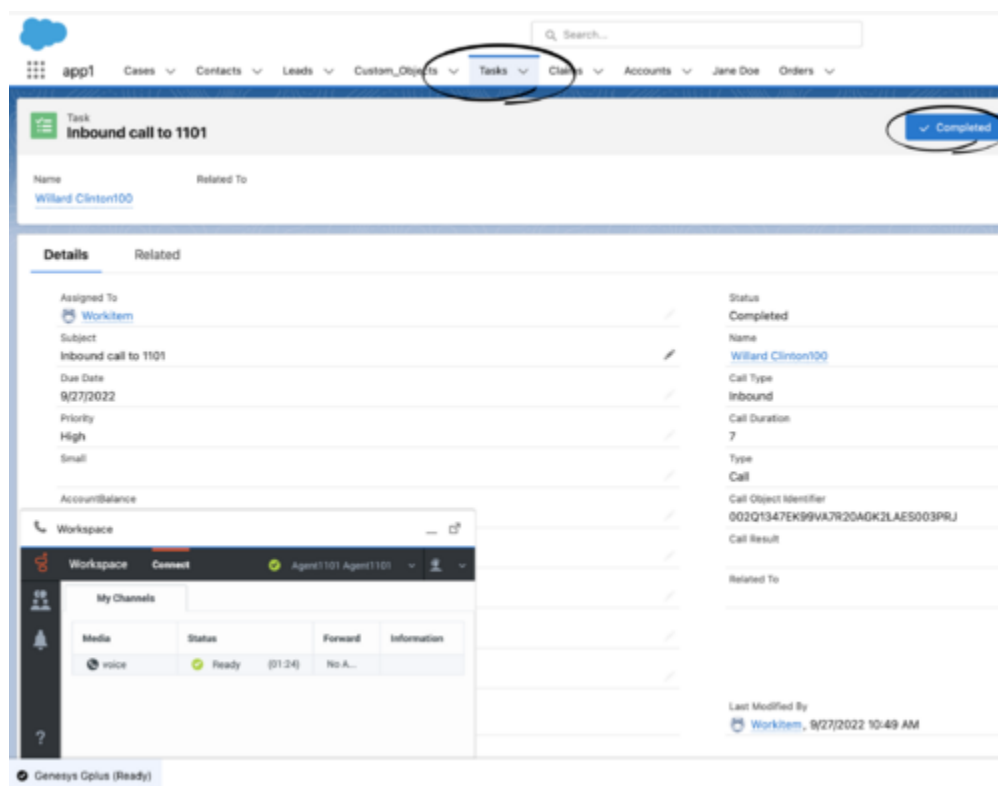 Search...
app1 Cases Contacts Leads Custom_Objects Tasks Claims Accounts Jane Doe Orders
Task
Inbound call to 1101
Completed
Name Related To
Willard Clinton100
Details Related
Assigned To
Workitem
Subject
Inbound call to 1101
Due Date
9/27/2022
Priority
High
Small
AccountBalance
Status
Completed
Name
Willard Clinton100
Call Type
Inbound
Call Duration
7
Type
Call
Call Object Identifier
002Q1347EK99VA7R20AGK2LAES003PRJ
Call Result
Related To
Last Modified By
Workitem, 9/27/2022 10:49 AM
Workspace
Workspace Connect Agent1101 Agent1101
My Channels
Media Status Forward Information
voice Ready (01:24) No A...
?
Genesys Gplus (Ready)